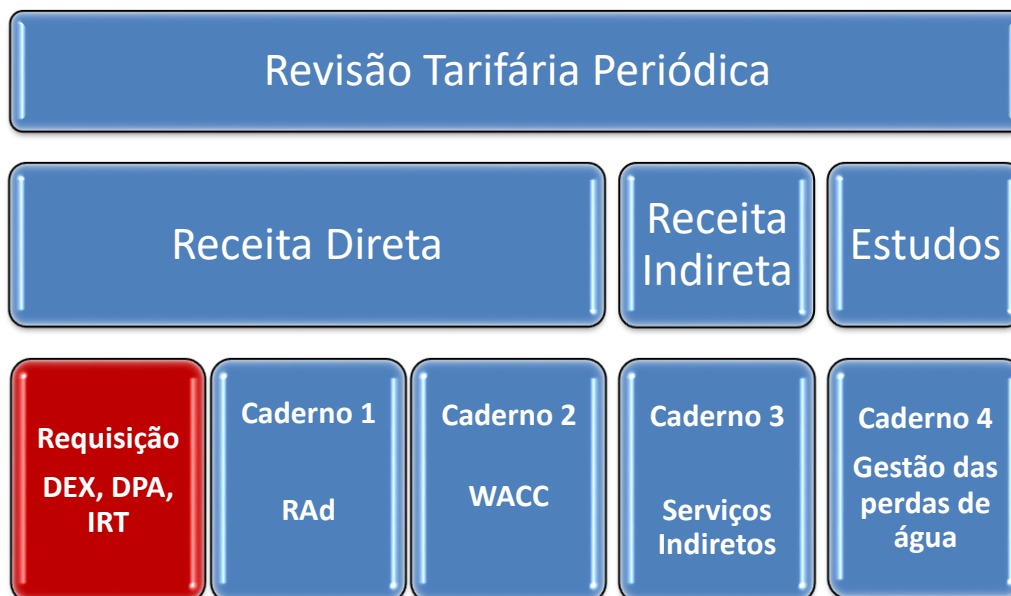 Revisão Tarifária Periódica
Receita Direta
Receita
Indireta
Estudos
Requisição
DEX, DPA,
IRT
Caderno 1
RAd
Caderno 2
WACC
Caderno 3
Serviços
Indiretos
Caderno 4
Gestão das
perdas de
água